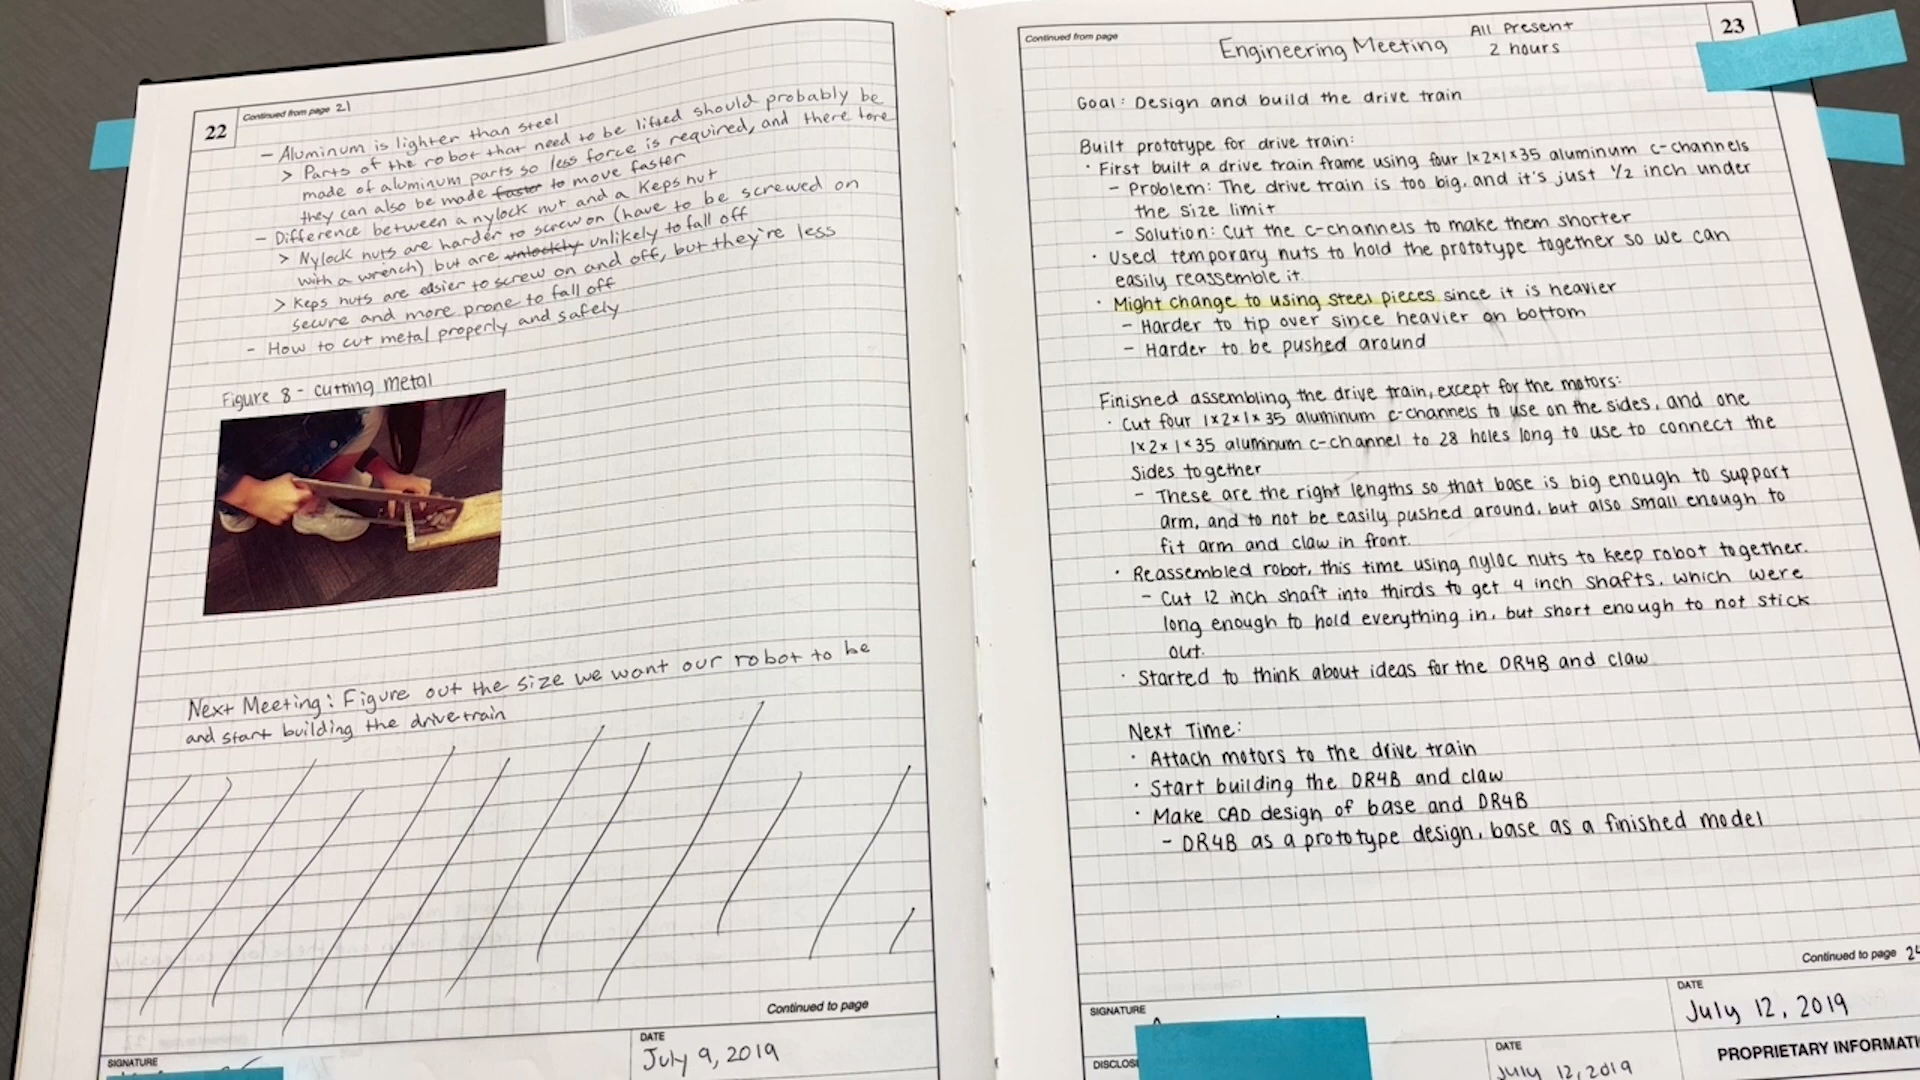 22
Continued from page 21
- Aluminum is lighter than steel
> Parts of the robot that need to be lifted should probably be
made of aluminum parts so less force is required, and there fore
they can also be made faster to move faster
- Difference between a nylock nut and a Keps nut
> Nylock nuts are harder to screw on (have to be screwed on
with a wrench) but are unlockly unlikely to fall off
> Keps nuts are easier to screw on and off, but they're less
secure and more prone to fall off
- How to cut metal properly and safely
Figure 8 - cutting metal
Next Meeting: Figure out the size we want our robot to be
and start building the drivetrain
Continued to page
SIGNATURE
DATE
July 9, 2019
Continued from page
23
Engineering Meeting
All Present
2 hours
Goal: Design and build the drive train
Built prototype for drive train:
· First built a drive train frame using four 1x2x1x35 aluminum c-channels
- Problem: The drive train is too big, and it's just 1/2 inch under
the size limit
- Solution: Cut the c-channels to make them shorter
· Used temporary nuts to hold the prototype together so we can
easily reassemble it.
· Might change to using steel pieces since it is heavier
- Harder to tip over since heavier on bottom
- Harder to be pushed around
Finished assembling the drive train, except for the motors:
· Cut four 1x2x1x35 aluminum c-channels to use on the sides, and one
1x2x1x35 aluminum c-channel to 28 holes long to use to connect the
sides together
- These are the right lengths so that base is big enough to support
arm, and to not be easily pushed around, but also small enough to
fit arm and claw in front.
· Reassembled robot, this time using nyloc nuts to keep robot together.
- Cut 12 inch shaft into thirds to get 4 inch shafts, which were
long enough to hold everything in, but short enough to not stick
out.
· Started to think about ideas for the DR4B and claw
Next Time:
· Attach motors to the drive train
· Start building the DR4B and claw
· Make CAD design of base and DR4B
- DR4B as a prototype design, base as a finished model
Continued to page 24
SIGNATURE
DATE
July 12, 2019
DATE
July 12, 2019
PROPRIETARY